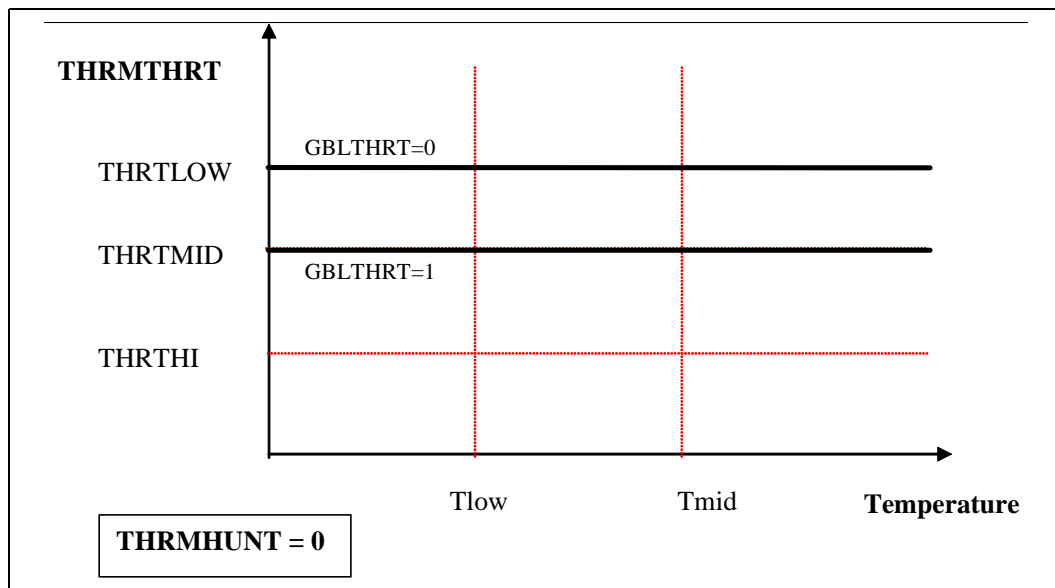 THRMTHRT
GBLTHRT=0
THRTLOW
THRTMID
GBLTHRT=1
THRTHI
Tlow
Tmid
Temperature
THRMHUNT = 0